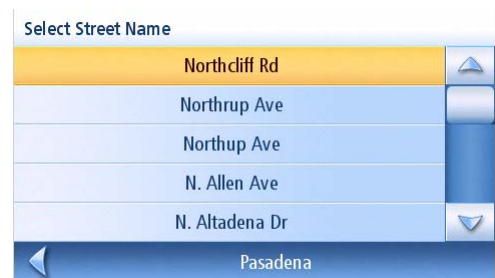 Select Street Name
Northcliff Rd
Northrup Ave
Northup Ave
N. Allen Ave
N. Altadena Dr
Pasadena